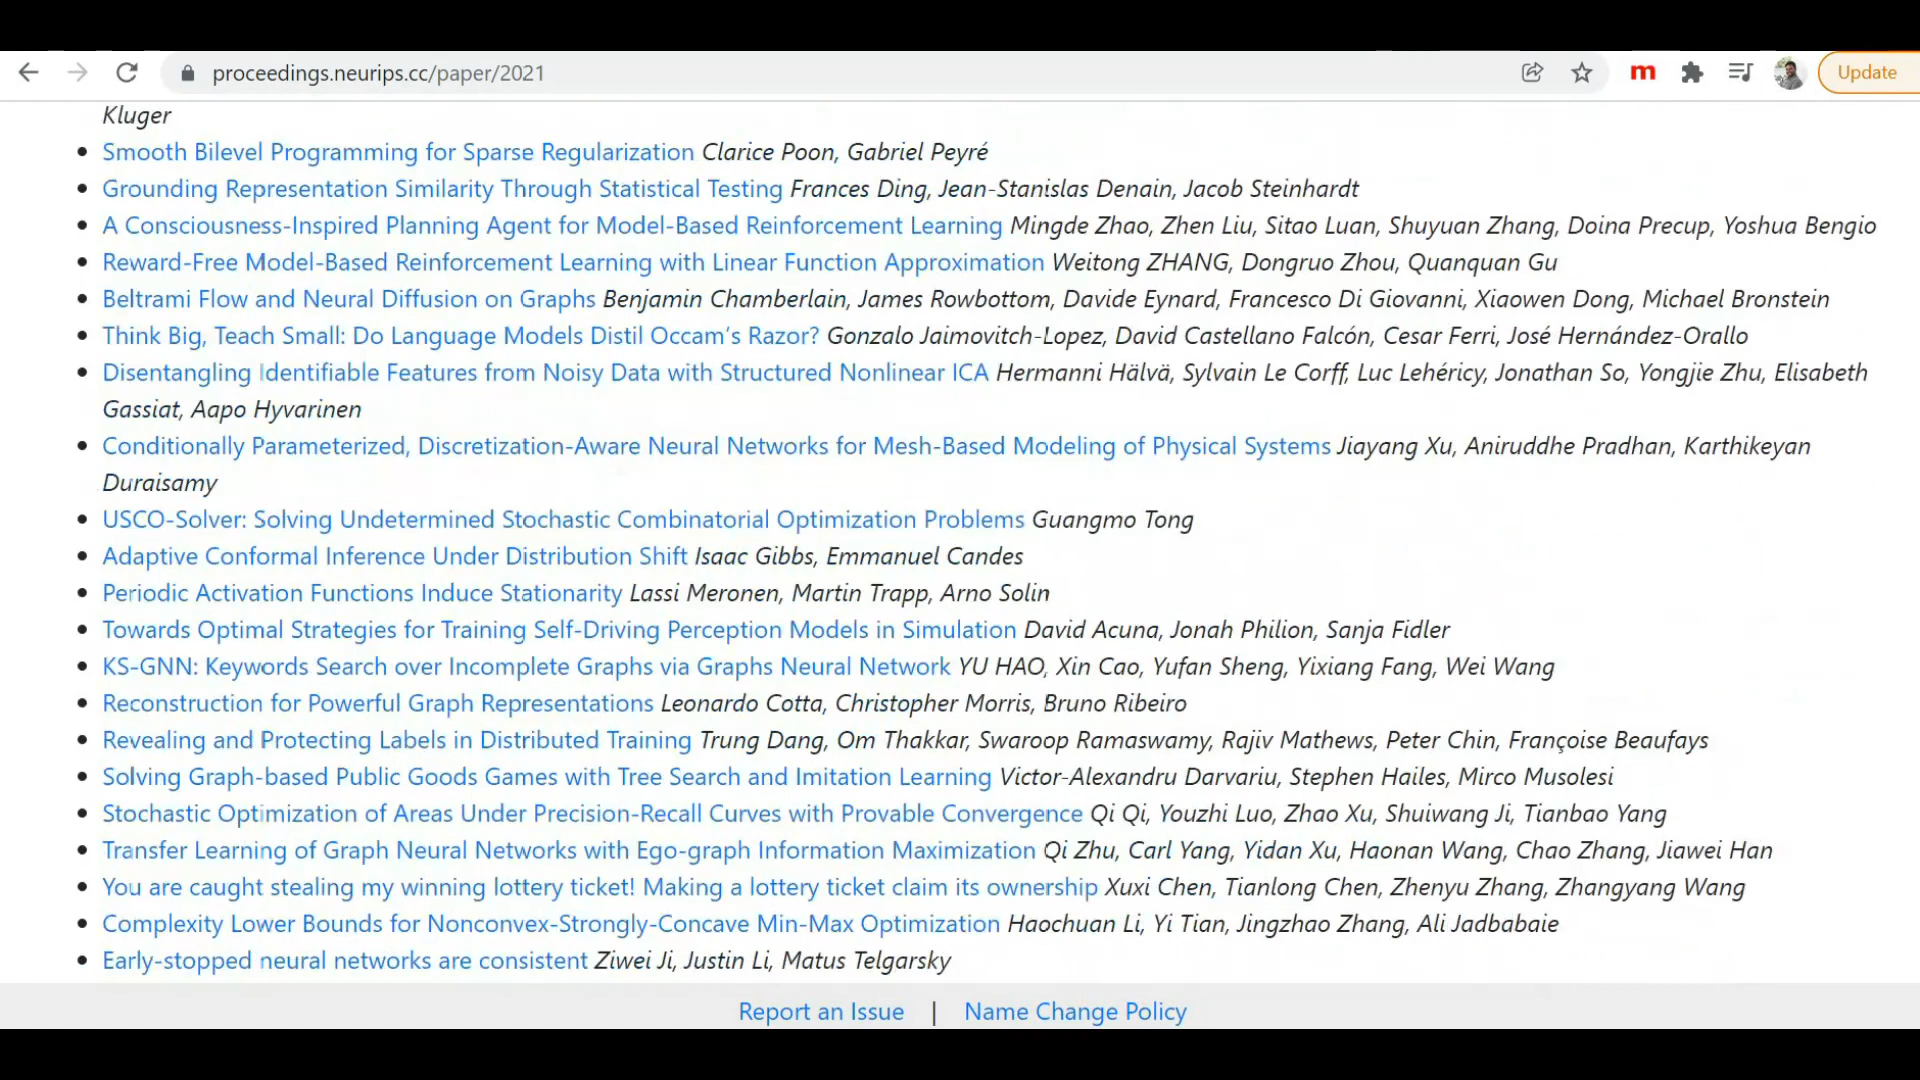 proceedings.neurips.cc/paper/2021
m
Update
Kluger
Smooth Bilevel Programming for Sparse Regularization Clarice Poon, Gabriel Peyré
Grounding Representation Similarity Through Statistical Testing Frances Ding, Jean-Stanislas Denain, Jacob Steinhardt
A Consciousness-Inspired Planning Agent for Model-Based Reinforcement Learning Mingde Zhao, Zhen Liu, Sitao Luan, Shuyuan Zhang, Doina Precup, Yoshua Bengio
Reward-Free Model-Based Reinforcement Learning with Linear Function Approximation Weitong ZHANG, Dongruo Zhou, Quanquan Gu
Beltrami Flow and Neural Diffusion on Graphs Benjamin Chamberlain, James Rowbottom, Davide Eynard, Francesco Di Giovanni, Xiaowen Dong, Michael Bronstein
Think Big, Teach Small: Do Language Models Distil Occam’s Razor? Gonzalo Jaimovitch-Lopez, David Castellano Falcón, Cesar Ferri, José Hernández-Orallo
Disentangling Identifiable Features from Noisy Data with Structured Nonlinear ICA Hermanni Hälvä, Sylvain Le Corff, Luc Lehéricy, Jonathan So, Yongjie Zhu, Elisabeth
Gassiat, Aapo Hyvarinen
Conditionally Parameterized, Discretization-Aware Neural Networks for Mesh-Based Modeling of Physical Systems Jiayang Xu, Aniruddhe Pradhan, Karthikeyan
Duraisamy
USCO-Solver: Solving Undetermined Stochastic Combinatorial Optimization Problems Guangmo Tong
Adaptive Conformal Inference Under Distribution Shift Isaac Gibbs, Emmanuel Candes
Periodic Activation Functions Induce Stationarity Lassi Meronen, Martin Trapp, Arno Solin
Towards Optimal Strategies for Training Self-Driving Perception Models in Simulation David Acuna, Jonah Philion, Sanja Fidler
KS-GNN: Keywords Search over Incomplete Graphs via Graphs Neural Network YU HAO, Xin Cao, Yufan Sheng, Yixiang Fang, Wei Wang
Reconstruction for Powerful Graph Representations Leonardo Cotta, Christopher Morris, Bruno Ribeiro
Revealing and Protecting Labels in Distributed Training Trung Dang, Om Thakkar, Swaroop Ramaswamy, Rajiv Mathews, Peter Chin, Françoise Beaufays
Solving Graph-based Public Goods Games with Tree Search and Imitation Learning Victor-Alexandru Darvariu, Stephen Hailes, Mirco Musolesi
Stochastic Optimization of Areas Under Precision-Recall Curves with Provable Convergence Qi Qi, Youzhi Luo, Zhao Xu, Shuiwang Ji, Tianbao Yang
Transfer Learning of Graph Neural Networks with Ego-graph Information Maximization Qi Zhu, Carl Yang, Yidan Xu, Haonan Wang, Chao Zhang, Jiawei Han
You are caught stealing my winning lottery ticket! Making a lottery ticket claim its ownership Xuxi Chen, Tianlong Chen, Zhenyu Zhang, Zhangyang Wang
Complexity Lower Bounds for Nonconvex-Strongly-Concave Min-Max Optimization Haochuan Li, Yi Tian, Jingzhao Zhang, Ali Jadbabaie
Early-stopped neural networks are consistent Ziwei Ji, Justin Li, Matus Telgarsky
Report an Issue | Name Change Policy